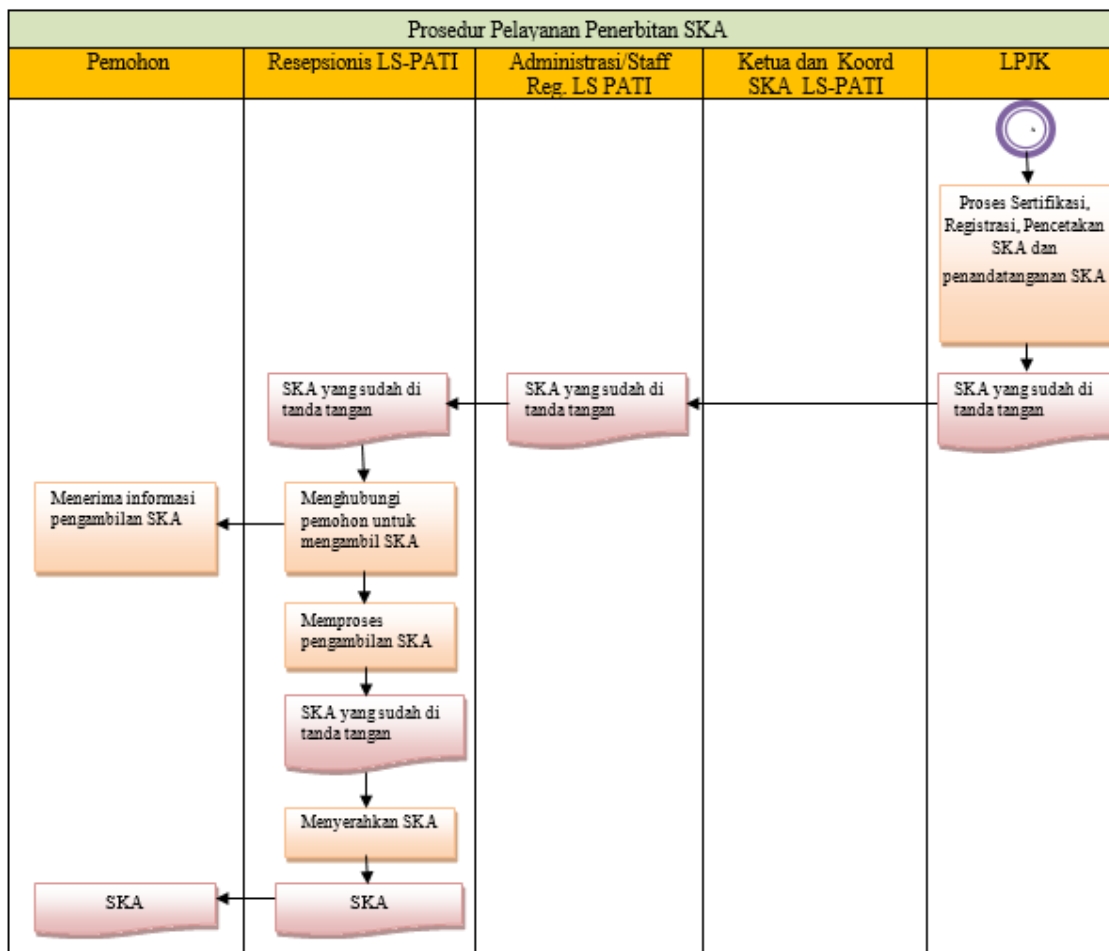 Prosedur Pelayanan Penerbitan SKA
Pemohon
Resepsionis LS-PATI
Administrasi/Staff
Reg. LS PATI
Ketua dan Koord
SKA LS-PATI
LPJK
Proses Sertifikasi,
Registrasi, Pencetakan
SKA dan
penandatanganan SKA
SKA yang sudah di
tanda tangan
SKA yang sudah di
tanda tangan
SKA yang sudah di
tanda tangan
Menerima informasi
pengambilan SKA
Menghubungi
pemohon untuk
mengambil SKA
Memproses
pengambilan SKA
SKA yang sudah di
tanda tangan
Menyerahkan SKA
SKA
SKA